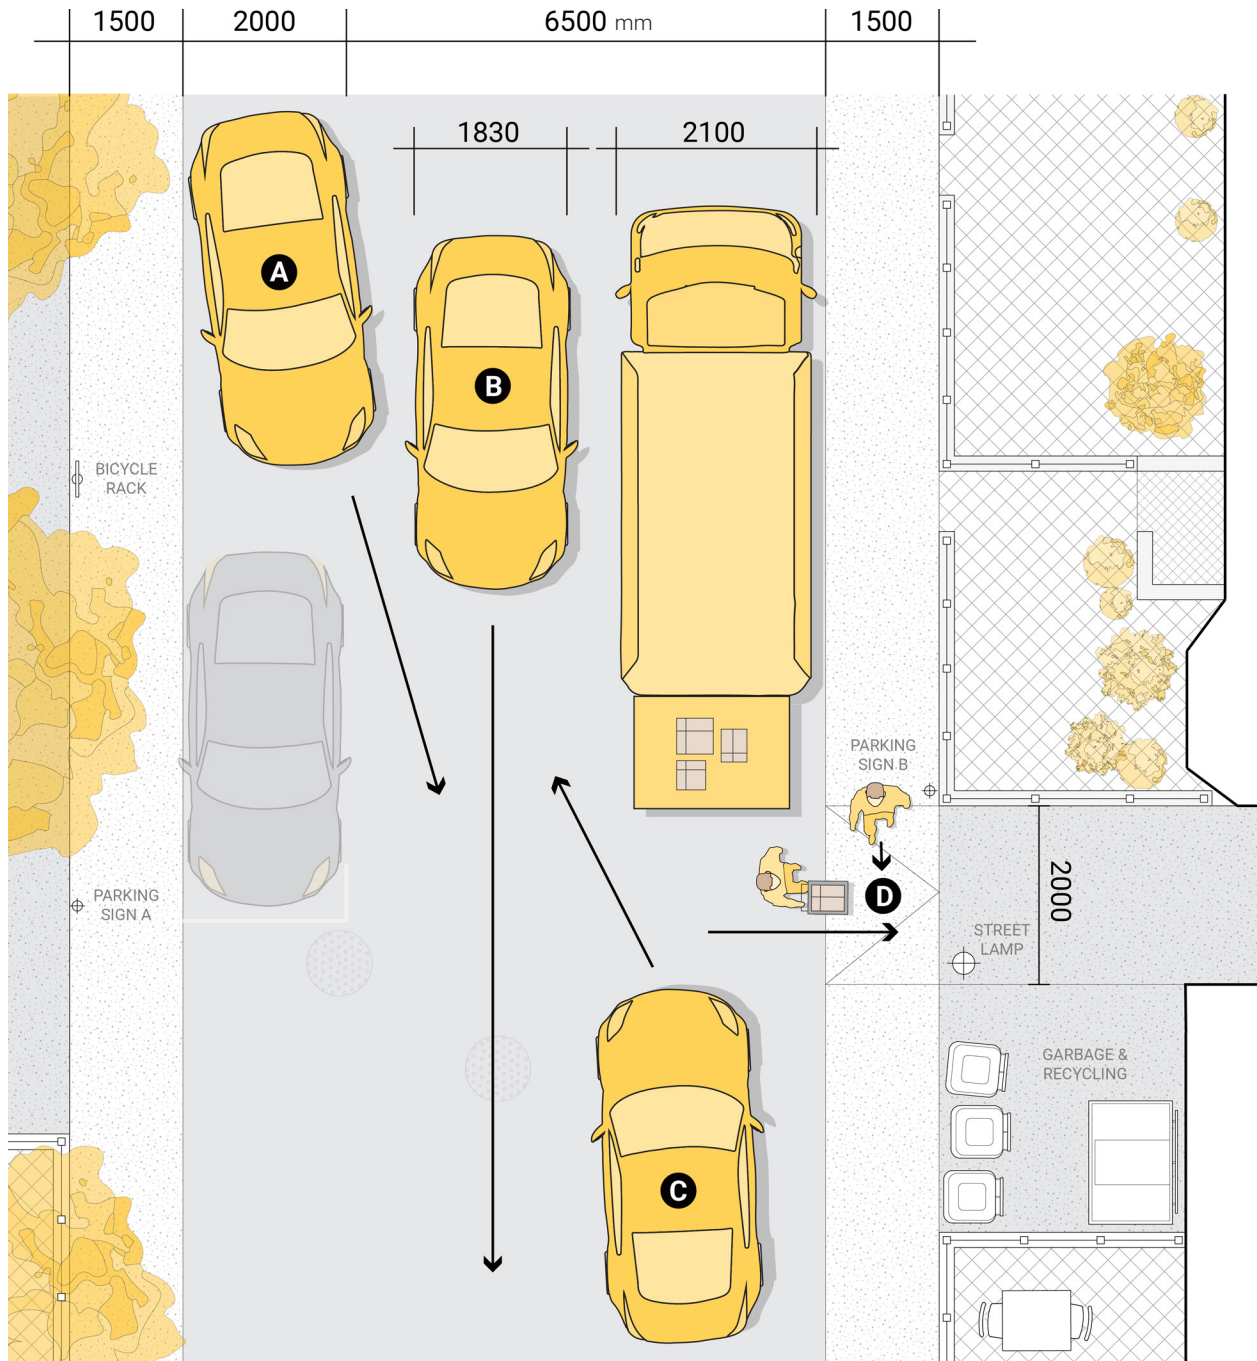 1500
2000
6500 mm
1500
1830
2100
A
B
BICYCLE
RACK
PARKING
SIGN B
PARKING
SIGN A
D
2000
STREET
LAMP
GARBAGE &
RECYCLING
C